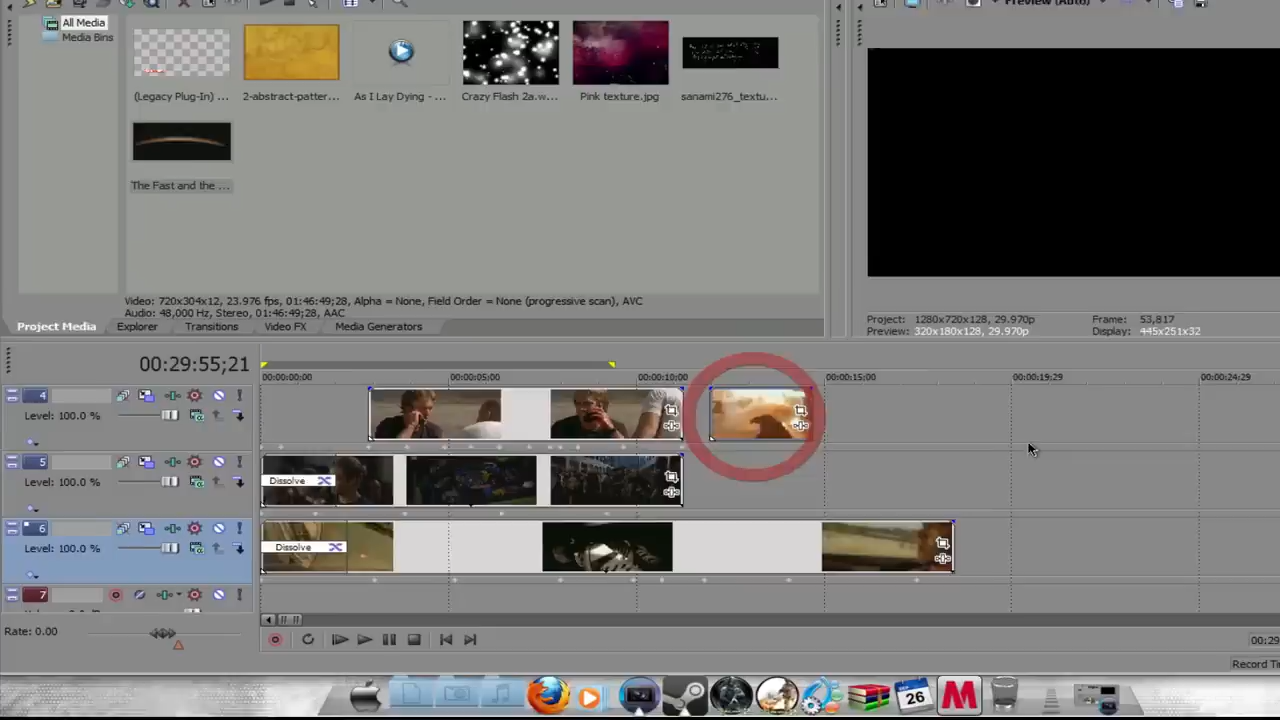 Preview (Auto)
All Media
Media Bins
(Legacy Plug-In) ...
2-abstract-patter...
As I Lay Dying - ...
Crazy Flash 2a.w...
Pink texture.jpg
sanami276_textu...
The Fast and the ...
Video: 720x304x12, 23.976 fps, 01:46:49;28, Alpha = None, Field Order = None (progressive scan), AVC
Audio: 48,000 Hz, Stereo, 01:46:49;28, AAC
Project Media
Explorer
Transitions
Video FX
Media Generators
Project: 1280x720x128, 29.970p
Frame: 53,817
Preview: 320x180x128, 29.970p
Display: 445x251x32
00:29:55;21
00:00:00;00
00:00:05;00
00:00:10;00
00:00:15;00
00:00:19;29
00:00:24;29
4
Level: 100.0 %
5
Level: 100.0 %
Dissolve
6
Level: 100.0 %
Dissolve
7
Rate: 0.00
00:29
Record Ti
26